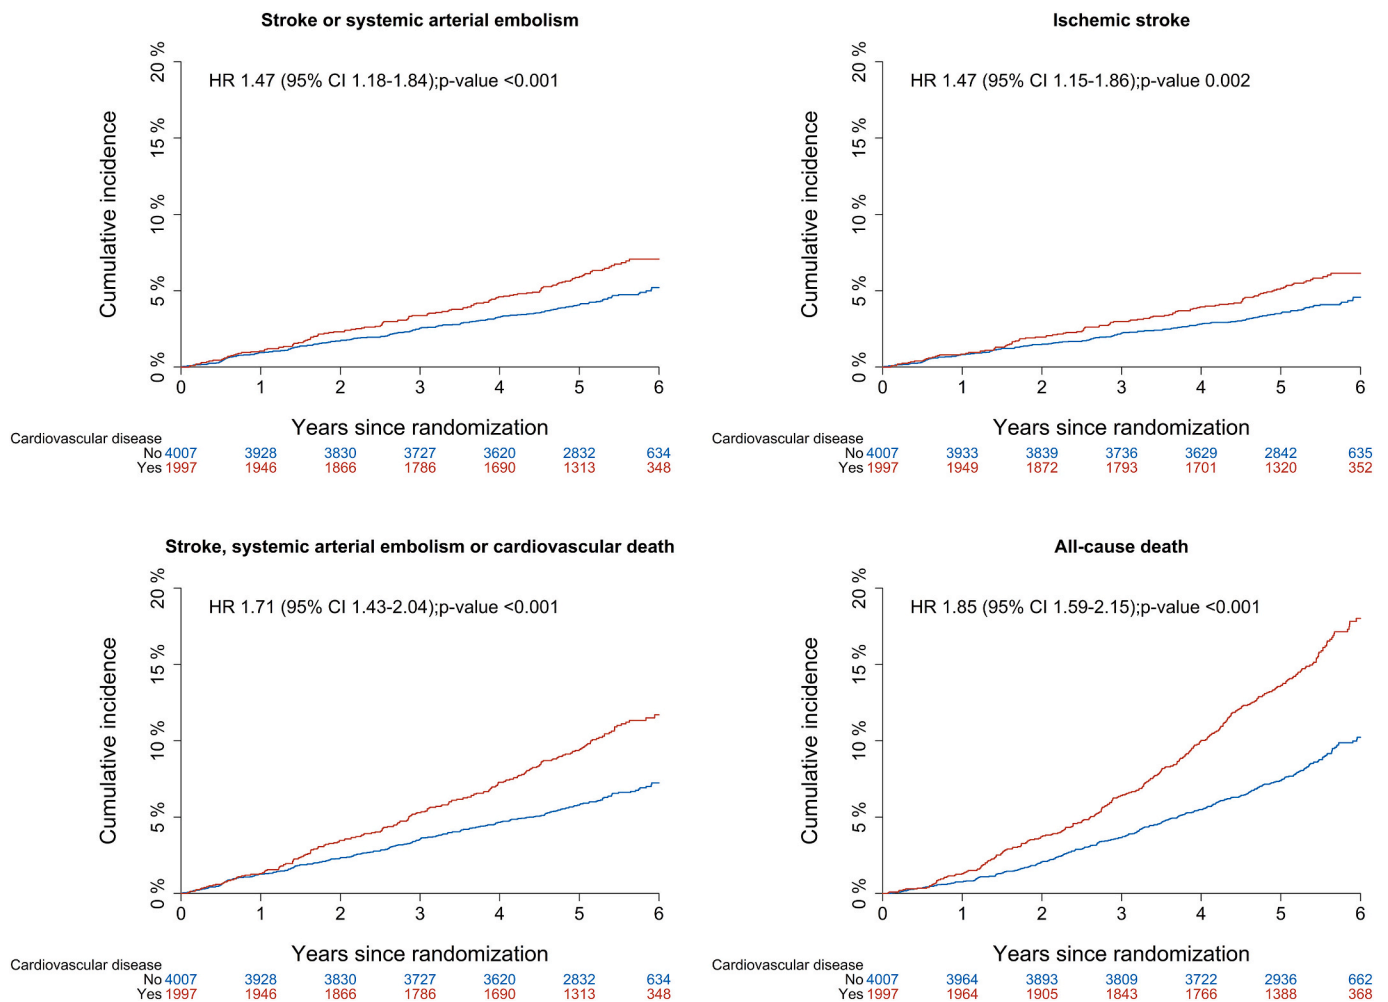 Stroke or systemic arterial embolism
HR 1.47 (95% CI 1.18-1.84);p-value <0.001
Cumulative incidence
20 %
15 %
10 %
5 %
0 %
0 1 2 3 4 5 6
Years since randomization
Cardiovascular disease
No 4007 3928 3830 3727 3620 2832 634
Yes 1997 1946 1866 1786 1690 1313 348
Ischemic stroke
HR 1.47 (95% CI 1.15-1.86);p-value 0.002
Cumulative incidence
20 %
15 %
10 %
5 %
0 %
0 1 2 3 4 5 6
Years since randomization
Cardiovascular disease
No 4007 3933 3839 3736 3629 2842 635
Yes 1997 1949 1872 1793 1701 1320 352
Stroke, systemic arterial embolism or cardiovascular death
HR 1.71 (95% CI 1.43-2.04);p-value <0.001
Cumulative incidence
20 %
15 %
10 %
5 %
0 %
0 1 2 3 4 5 6
Years since randomization
Cardiovascular disease
No 4007 3928 3830 3727 3620 2832 634
Yes 1997 1946 1866 1786 1690 1313 348
All-cause death
HR 1.85 (95% CI 1.59-2.15);p-value <0.001
Cumulative incidence
20 %
15 %
10 %
5 %
0 %
0 1 2 3 4 5 6
Years since randomization
Cardiovascular disease
No 4007 3964 3893 3809 3722 2936 662
Yes 1997 1964 1905 1843 1766 1388 368